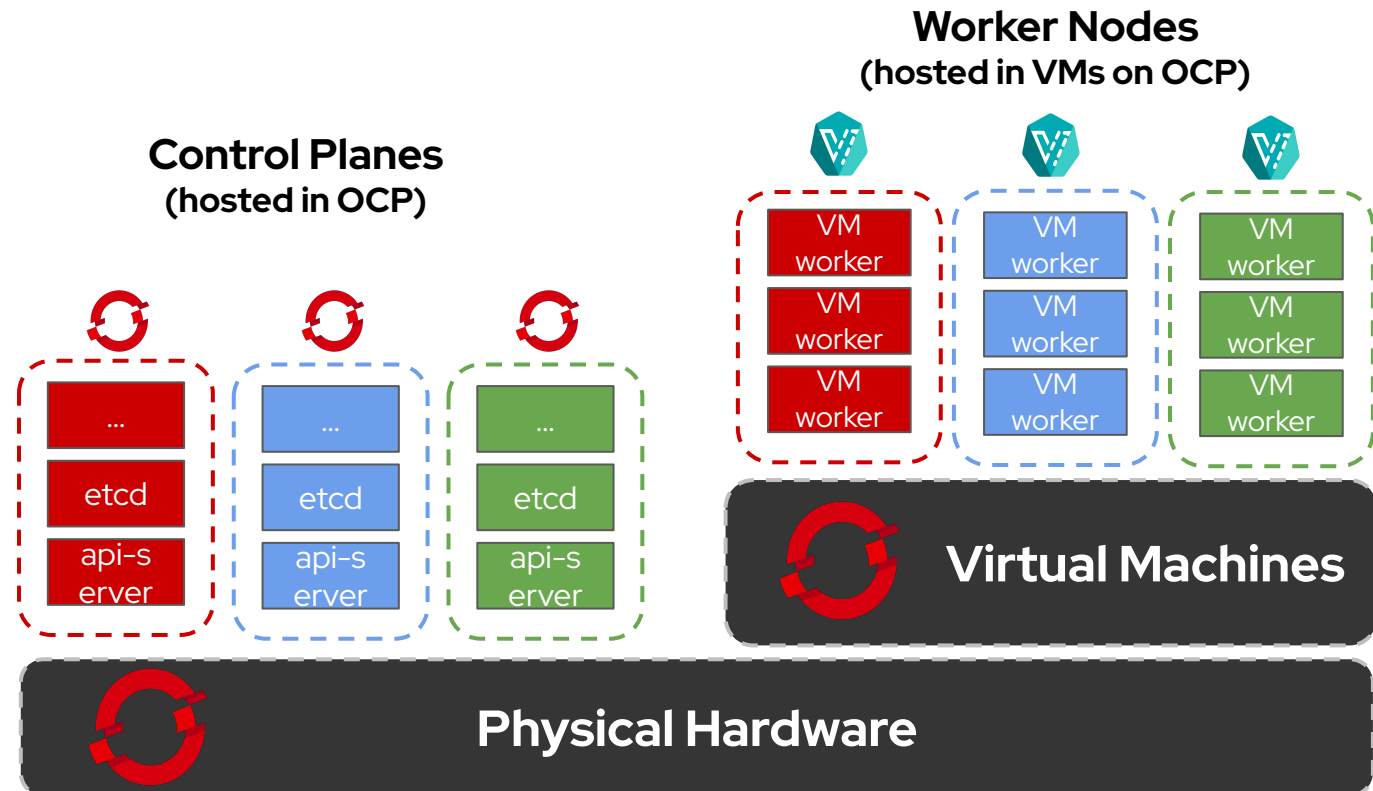 Worker Nodes
(hosted in VMs on OCP)
Control Planes
(hosted in OCP)
...
etcd
api-s
erver
...
etcd
api-s
erver
...
etcd
api-s
erver
VM
worker
VM
worker
VM
worker
VM
worker
VM
worker
VM
worker
VM
worker
VM
worker
VM
worker
Virtual Machines
Physical Hardware